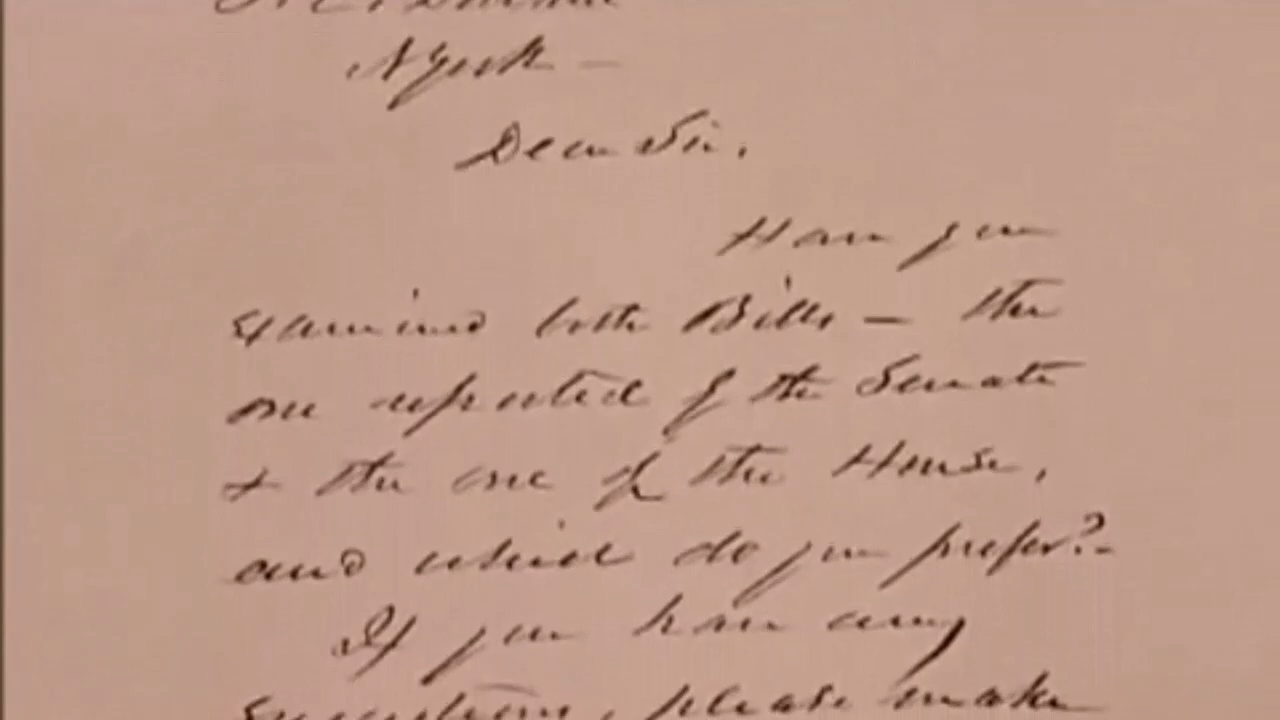 N York –
Dear Sir,
Have you
examined both Bills – the
one reported of the Senate
& the one of the House,
and which do you prefer? –
If you have any
suggestions, please make